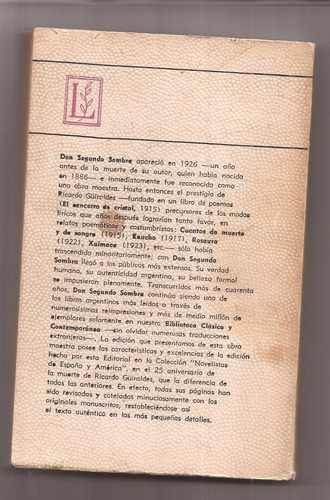 L
Don Segundo Sombra apareció en 1926 —un año
antes de la muerte de su autor, quien había nacido
en 1886— e inmediatamente fue reconocido como
una obra maestra. Hasta entonces el prestigio de
Ricardo Güiraldes —fundado en un libro de poemas
(El cencerro de cristal, 1915) precursores de los modos
líricos que años después lograrían tanto favor, en
relatos poemáticos y costumbristas; Cuentos de muerte
y de sangre (1915), Raucho (1917), Rosaura
(1922), Xaimaca (1923), etc.— sólo había
trascendido minoritariamente; con Don Segundo
Sombra llegó a los públicos más extensos. Su verdad
humana, su autenticidad argentina, su belleza formal
se impusieron plenamente. Transcurridos más de cuarenta
años, Don Segundo Sombra continúa siendo uno de
los libros argentinos más leídos a través de
numerosísimas reimpresiones y más de medio millón de
ejemplares solamente en nuestra Biblioteca Clásica y
Contemporánea —sin olvidar numerosas traducciones
extranjeras—. La edición que presentamos de esta obra
maestra posee las características y excelencias de la edición
hecha por esta Editorial en la Colección "Novelistas
de España y América", en el 25 aniversario de
la muerte de Ricardo Güiraldes, que la diferencia de
todas las anteriores. En efecto, todas sus páginas han
sido revisadas y cotejadas minuciosamente con los
originales manuscritos, restableciéndose así
el texto auténtico en los más pequeños detalles.